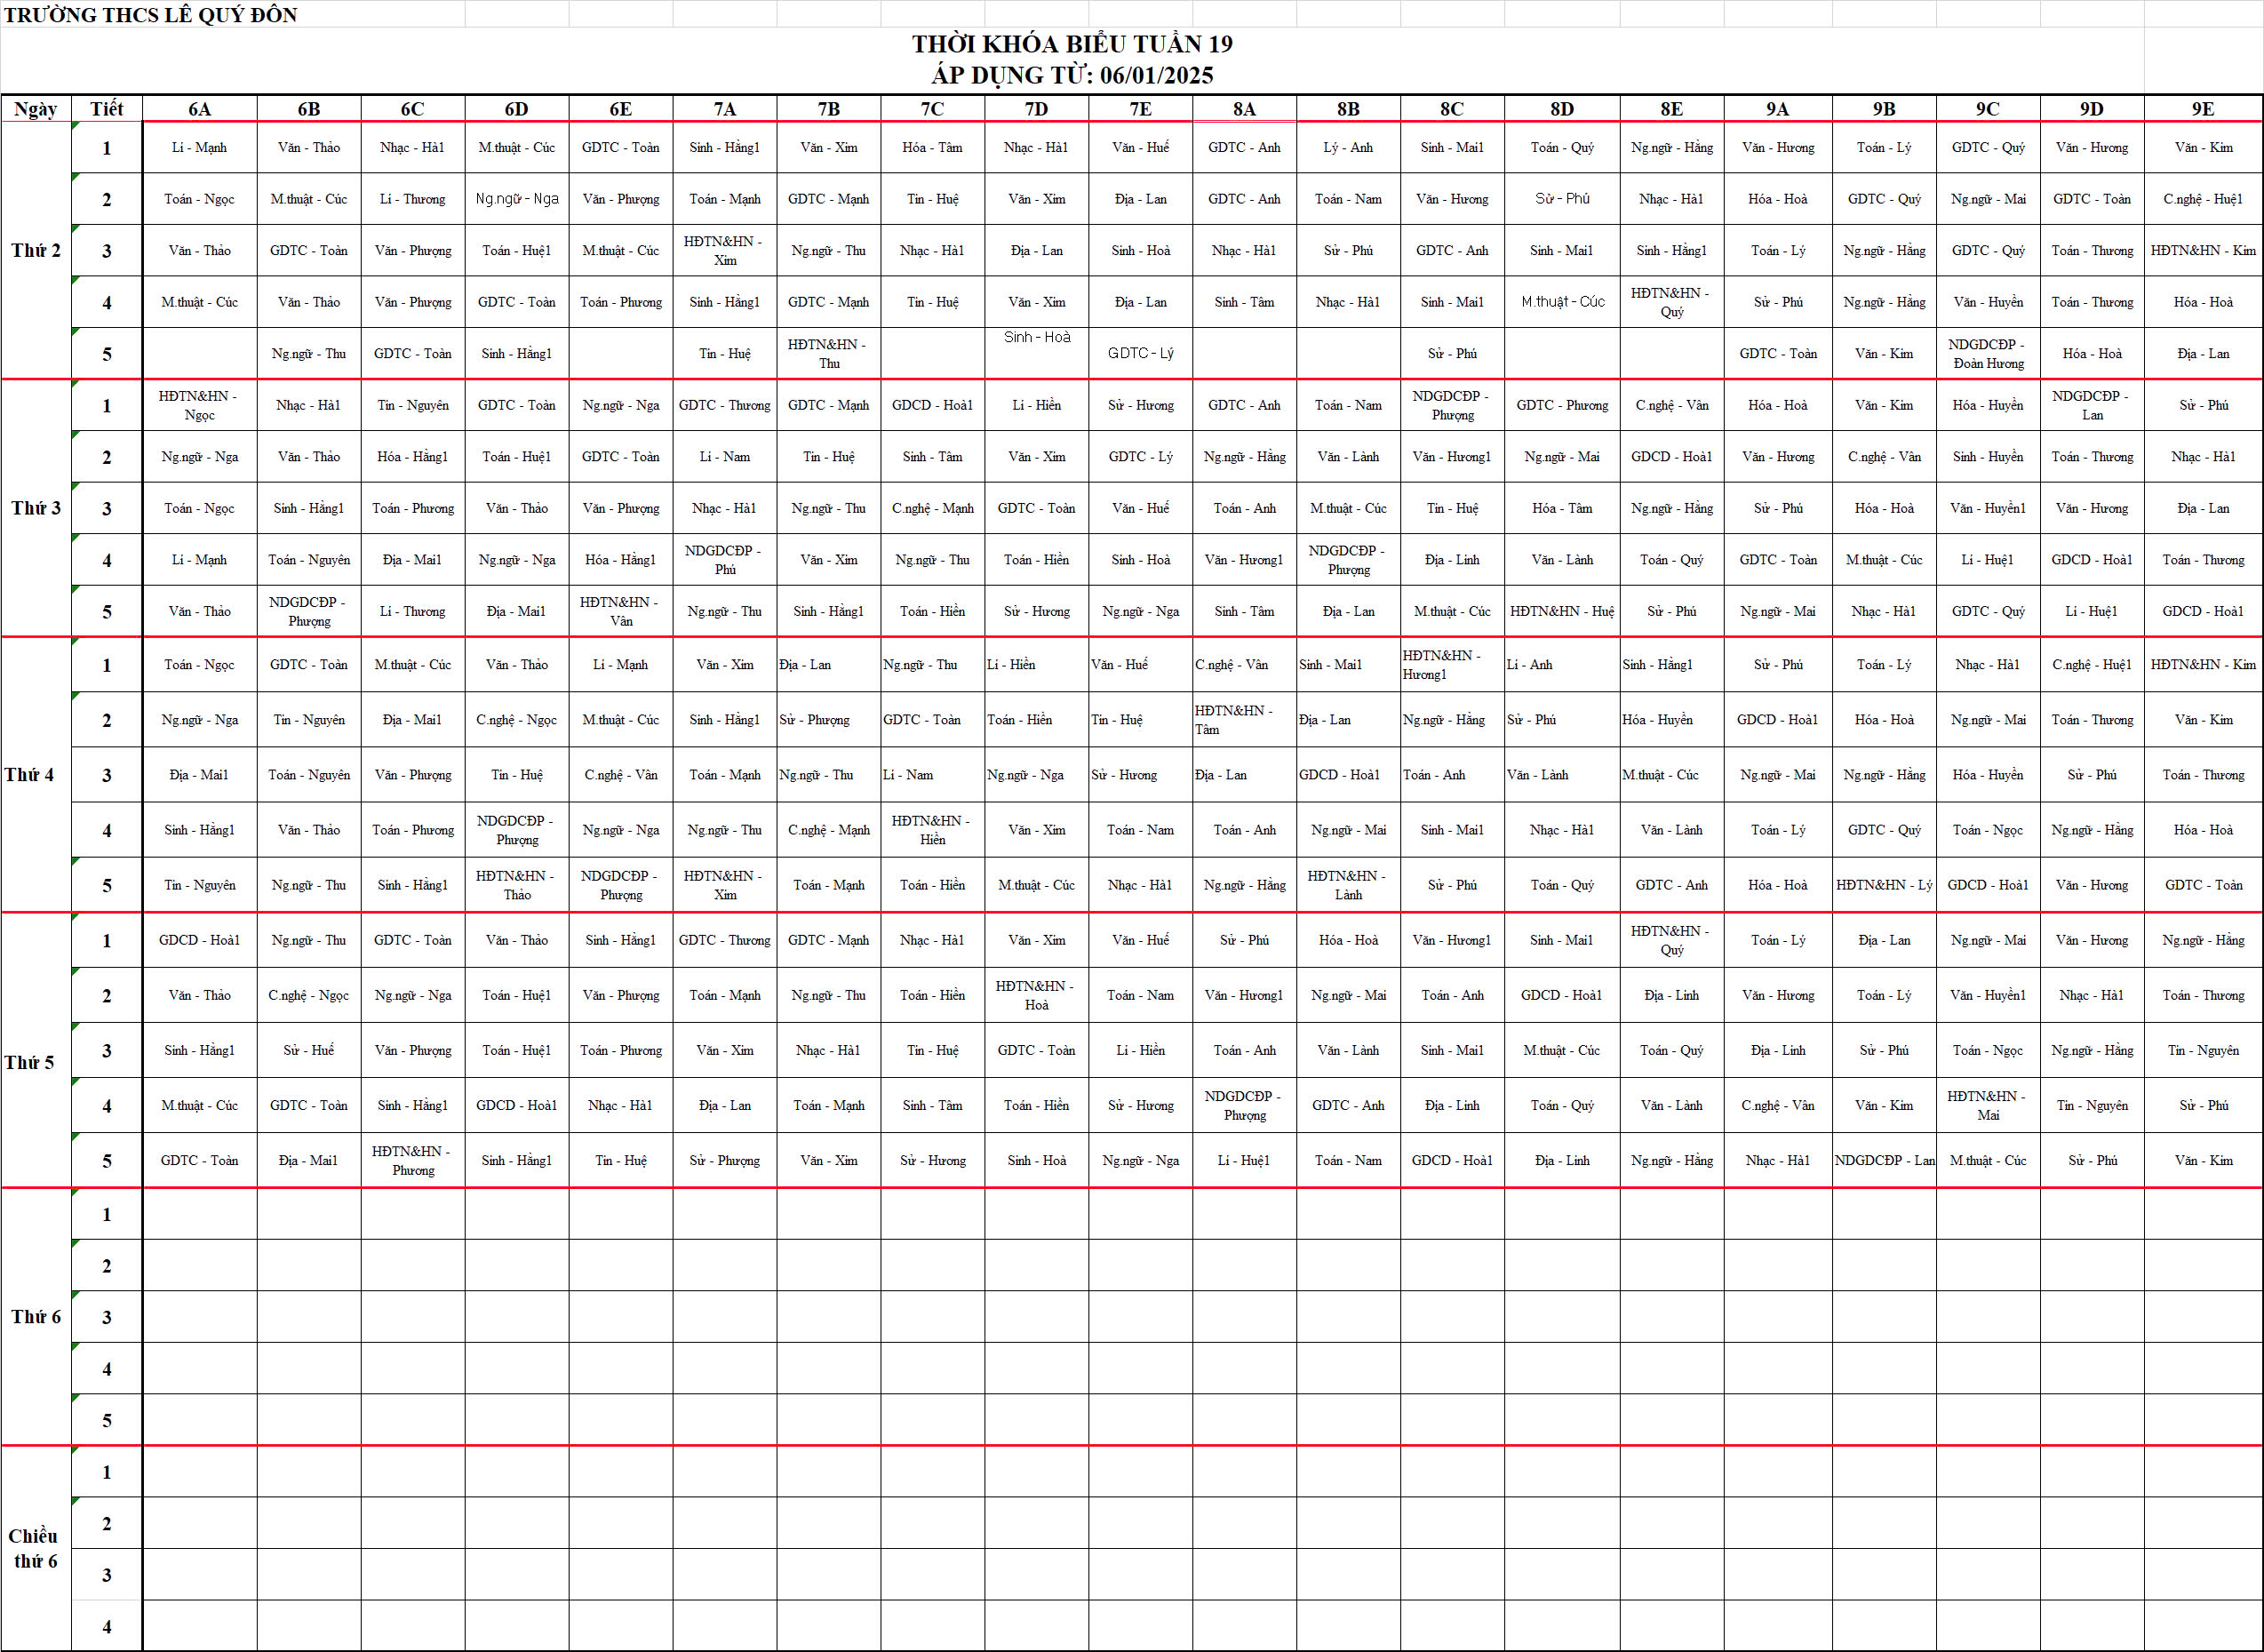 TRƯỜNG THCS LÊ QUÝ ĐÔN
THỜI KHÓA BIỂU TUẦN 19
ÁP DỤNG TỪ: 06/01/2025
Ngày Tiết 6A 6B 6C 6D 6E 7A 7B 7C 7D 7E 8A 8B 8C 8D 8E 9A 9B 9C 9D 9E
Thứ 2
1 Lí - Mạnh Văn - Thảo Nhạc - Hà1 M.thuật - Cúc GDTC - Toàn Sinh - Hằng1 Văn - Xim Hóa - Tâm Nhạc - Hà1 Văn - Huế GDTC - Anh Lý - Anh Sinh - Mai1 Toán - Quý Ng.ngữ - Hằng Văn - Hương Toán - Lý GDTC - Quý Văn - Hương Văn - Kim
2 Toán - Ngọc M.thuật - Cúc Lí - Thương Ng.ngữ - Nga Văn - Phượng Toán - Mạnh GDTC - Mạnh Tin - Huệ Văn - Xim Địa - Lan GDTC - Anh Toán - Nam Văn - Hương Sử - Phú Nhạc - Hà1 Hóa - Hoà GDTC - Quý Ng.ngữ - Mai GDTC - Toàn C.nghệ - Huệ1
3 Văn - Thảo GDTC - Toàn Văn - Phượng Toán - Huệ1 M.thuật - Cúc HĐTN&HN - Xim Ng.ngữ - Thu Nhạc - Hà1 Địa - Lan Sinh - Hoà Nhạc - Hà1 Sử - Phú GDTC - Anh Sinh - Mai1 Sinh - Hằng1 Toán - Lý Ng.ngữ - Hằng GDTC - Quý Toán - Thương HĐTN&HN - Kim
4 M.thuật - Cúc Văn - Thảo Văn - Phượng GDTC - Toàn Toán - Phương Sinh - Hằng1 GDTC - Mạnh Tin - Huệ Văn - Xim Địa - Lan Sinh - Tâm Nhạc - Hà1 Sinh - Mai1 M.thuật - Cúc HĐTN&HN - Quý Sử - Phú Ng.ngữ - Hằng Văn - Huyền Toán - Thương Hóa - Hoà
5 Ng.ngữ - Thu GDTC - Toàn Sinh - Hằng1 Tin - Huệ HĐTN&HN - Thu Sinh - Hoà GDTC - Lý Sử - Phú GDTC - Toàn Văn - Kim NDGDCĐP - Đoàn Hương Hóa - Hoà Địa - Lan
Thứ 3
1 HĐTN&HN - Ngọc Nhạc - Hà1 Tin - Nguyên GDTC - Toàn Ng.ngữ - Nga GDTC - Thương GDTC - Mạnh GDCD - Hoà1 Lí - Hiền Sử - Hương GDTC - Anh Toán - Nam NDGDCĐP - Phượng GDTC - Phương C.nghệ - Vân Hóa - Hoà Văn - Kim Hóa - Huyền NDGDCĐP - Lan Sử - Phú
2 Ng.ngữ - Nga Văn - Thảo Hóa - Hằng1 Toán - Huệ1 GDTC - Toàn Lí - Nam Tin - Huệ Sinh - Tâm Văn - Xim GDTC - Lý Ng.ngữ - Hằng Văn - Lành Văn - Hương1 Ng.ngữ - Mai GDCD - Hoà1 Văn - Hương C.nghệ - Vân Sinh - Huyền Toán - Thương Nhạc - Hà1
3 Toán - Ngọc Sinh - Hằng1 Toán - Phương Văn - Thảo Văn - Phượng Nhạc - Hà1 Ng.ngữ - Thu C.nghệ - Mạnh GDTC - Toàn Văn - Huế Toán - Anh M.thuật - Cúc Tin - Huệ Hóa - Tâm Ng.ngữ - Hằng Sử - Phú Hóa - Hoà Văn - Huyền1 Văn - Hương Địa - Lan
4 Lí - Mạnh Toán - Nguyên Địa - Mai1 Ng.ngữ - Nga Hóa - Hằng1 NDGDCĐP - Phú Văn - Xim Ng.ngữ - Thu Toán - Hiền Sinh - Hoà Văn - Hương1 NDGDCĐP - Phượng Địa - Linh Văn - Lành Toán - Quý GDTC - Toàn M.thuật - Cúc Lí - Huệ1 GDCD - Hoà1 Toán - Thương
5 Văn - Thảo NDGDCĐP - Phượng Lí - Thương Địa - Mai1 HĐTN&HN - Vân Ng.ngữ - Thu Sinh - Hằng1 Toán - Hiền Sử - Hương Ng.ngữ - Nga Sinh - Tâm Địa - Lan M.thuật - Cúc HĐTN&HN - Huệ Sử - Phú Ng.ngữ - Mai Nhạc - Hà1 GDTC - Quý Lí - Huệ1 GDCD - Hoà1
Thứ 4
1 Toán - Ngọc GDTC - Toàn M.thuật - Cúc Văn - Thảo Lí - Mạnh Văn - Xim Địa - Lan Ng.ngữ - Thu Lí - Hiền Văn - Huế C.nghệ - Vân Sinh - Mai1 HĐTN&HN - Hương1 Lí - Anh Sinh - Hằng1 Sử - Phú Toán - Lý Nhạc - Hà1 C.nghệ - Huệ1 HĐTN&HN - Kim
2 Ng.ngữ - Nga Tin - Nguyên Địa - Mai1 C.nghệ - Ngọc M.thuật - Cúc Sinh - Hằng1 Sử - Phượng GDTC - Toàn Toán - Hiền Tin - Huệ HĐTN&HN - Tâm Địa - Lan Ng.ngữ - Hằng Sử - Phú Hóa - Huyền GDCD - Hoà1 Hóa - Hoà Ng.ngữ - Mai Toán - Thương Văn - Kim
3 Địa - Mai1 Toán - Nguyên Văn - Phượng Tin - Huệ C.nghệ - Vân Toán - Mạnh Ng.ngữ - Thu Lí - Nam Ng.ngữ - Nga Sử - Hương Địa - Lan GDCD - Hoà1 Toán - Anh Văn - Lành M.thuật - Cúc Ng.ngữ - Mai Ng.ngữ - Hằng Hóa - Huyền Sử - Phú Toán - Thương
4 Sinh - Hằng1 Văn - Thảo Toán - Phương NDGDCĐP - Phượng Ng.ngữ - Nga Ng.ngữ - Thu C.nghệ - Mạnh HĐTN&HN - Hiền Văn - Xim Toán - Nam Toán - Anh Ng.ngữ - Mai Sinh - Mai1 Nhạc - Hà1 Văn - Lành Toán - Lý GDTC - Quý Toán - Ngọc Ng.ngữ - Hằng Hóa - Hoà
5 Tin - Nguyên Ng.ngữ - Thu Sinh - Hằng1 HĐTN&HN - Thảo NDGDCĐP - Phượng HĐTN&HN - Xim Toán - Mạnh Toán - Hiền M.thuật - Cúc Nhạc - Hà1 Ng.ngữ - Hằng HĐTN&HN - Lành Sử - Phú Toán - Quý GDTC - Anh Hóa - Hoà HĐTN&HN - Lý GDCD - Hoà1 Văn - Hương GDTC - Toàn
Thứ 5
1 GDCD - Hoà1 Ng.ngữ - Thu GDTC - Toàn Văn - Thảo Sinh - Hằng1 GDTC - Thương GDTC - Mạnh Nhạc - Hà1 Văn - Xim Văn - Huế Sử - Phú Hóa - Hoà Văn - Hương1 Sinh - Mai1 HĐTN&HN - Quý Toán - Lý Địa - Lan Ng.ngữ - Mai Văn - Hương Ng.ngữ - Hằng
2 Văn - Thảo C.nghệ - Ngọc Ng.ngữ - Nga Toán - Huệ1 Văn - Phượng Toán - Mạnh Ng.ngữ - Thu Toán - Hiền HĐTN&HN - Hoà Toán - Nam Văn - Hương1 Ng.ngữ - Mai Toán - Anh GDCD - Hoà1 Địa - Linh Văn - Hương Toán - Lý Văn - Huyền1 Nhạc - Hà1 Toán - Thương
3 Sinh - Hằng1 Sử - Huế Văn - Phượng Toán - Huệ1 Toán - Phương Văn - Xim Nhạc - Hà1 Tin - Huệ GDTC - Toàn Lí - Hiền Toán - Anh Văn - Lành Sinh - Mai1 M.thuật - Cúc Toán - Quý Địa - Linh Sử - Phú Toán - Ngọc Ng.ngữ - Hằng Tin - Nguyên
4 M.thuật - Cúc GDTC - Toàn Sinh - Hằng1 GDCD - Hoà1 Nhạc - Hà1 Địa - Lan Toán - Mạnh Sinh - Tâm Toán - Hiền Sử - Hương NDGDCĐP - Phượng GDTC - Anh Địa - Linh Toán - Quý Văn - Lành C.nghệ - Vân Văn - Kim HĐTN&HN - Mai Tin - Nguyên Sử - Phú
5 GDTC - Toàn Địa - Mai1 HĐTN&HN - Phương Sinh - Hằng1 Tin - Huệ Sử - Phượng Văn - Xim Sử - Hương Sinh - Hoà Ng.ngữ - Nga Lí - Huệ1 Toán - Nam GDCD - Hoà1 Địa - Linh Ng.ngữ - Hằng Nhạc - Hà1 NDGDCĐP - Lan M.thuật - Cúc Sử - Phú Văn - Kim
Thứ 6
1
2
3
4
5
Chiều thứ 6
1
2
3
4